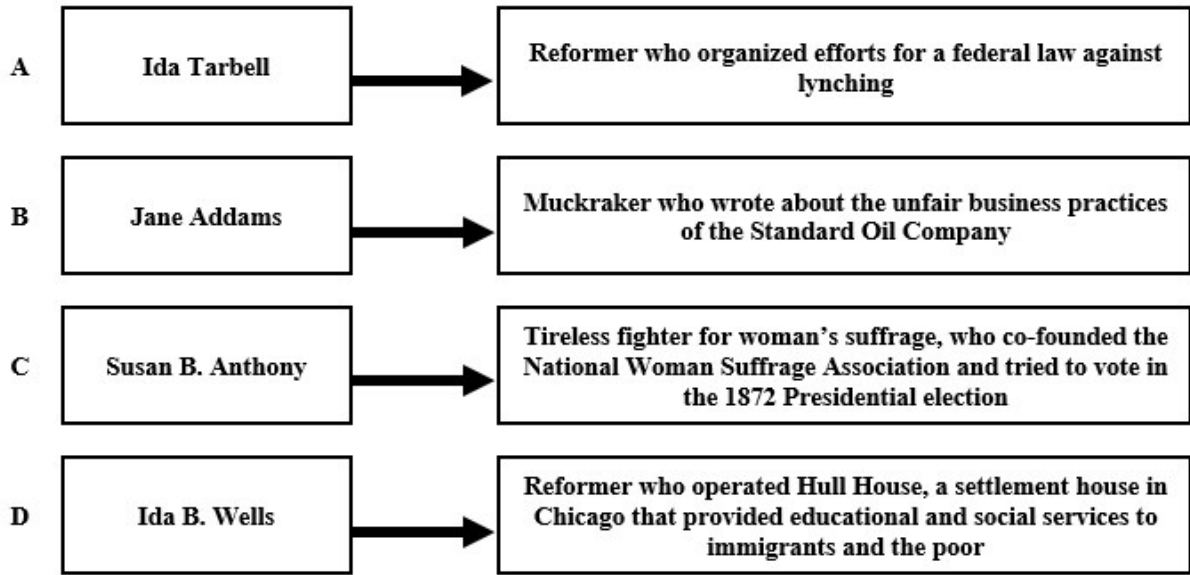 A
Ida Tarbell
Reformer who organized efforts for a federal law against
lynching
B
Jane Addams
Muckraker who wrote about the unfair business practices
of the Standard Oil Company
C
Susan B. Anthony
Tireless fighter for woman’s suffrage, who co-founded the
National Woman Suffrage Association and tried to vote in
the 1872 Presidential election
D
Ida B. Wells
Reformer who operated Hull House, a settlement house in
Chicago that provided educational and social services to
immigrants and the poor